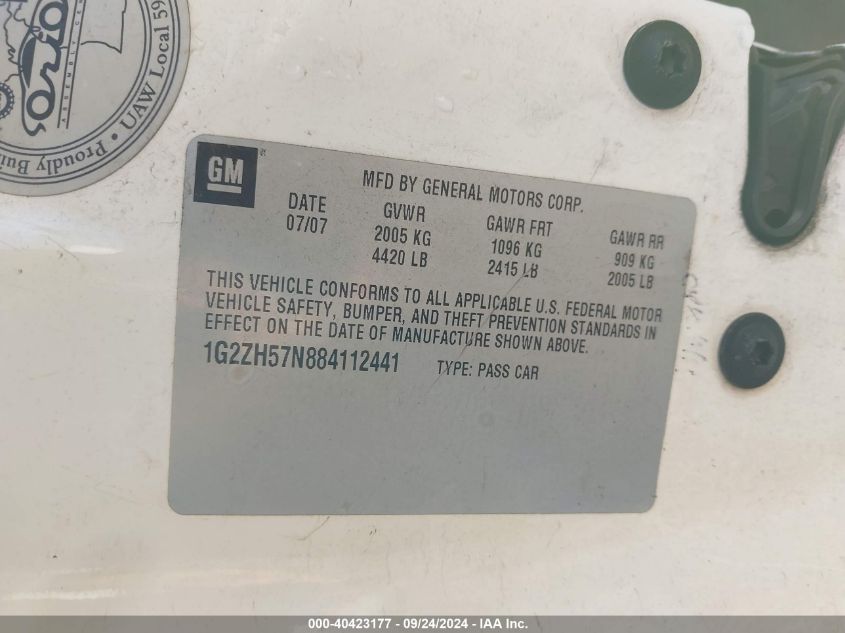 Proudly Bui
UAW Local 59
GM
MFD BY GENERAL MOTORS CORP.
DATE GVWR GAWR FRT GAWR RR
07/07 2005 KG 1096 KG 909 KG
4420 LB 2415 LB 2005 LB
THIS VEHICLE CONFORMS TO ALL APPLICABLE U.S. FEDERAL MOTOR
VEHICLE SAFETY, BUMPER, AND THEFT PREVENTION STANDARDS IN
EFFECT ON THE DATE OF MANUFACTURE SHOWN ABOVE.
1G2ZH57N884112441 TYPE: PASS CAR
000-40423177 - 09/24/2024 - IAA Inc.